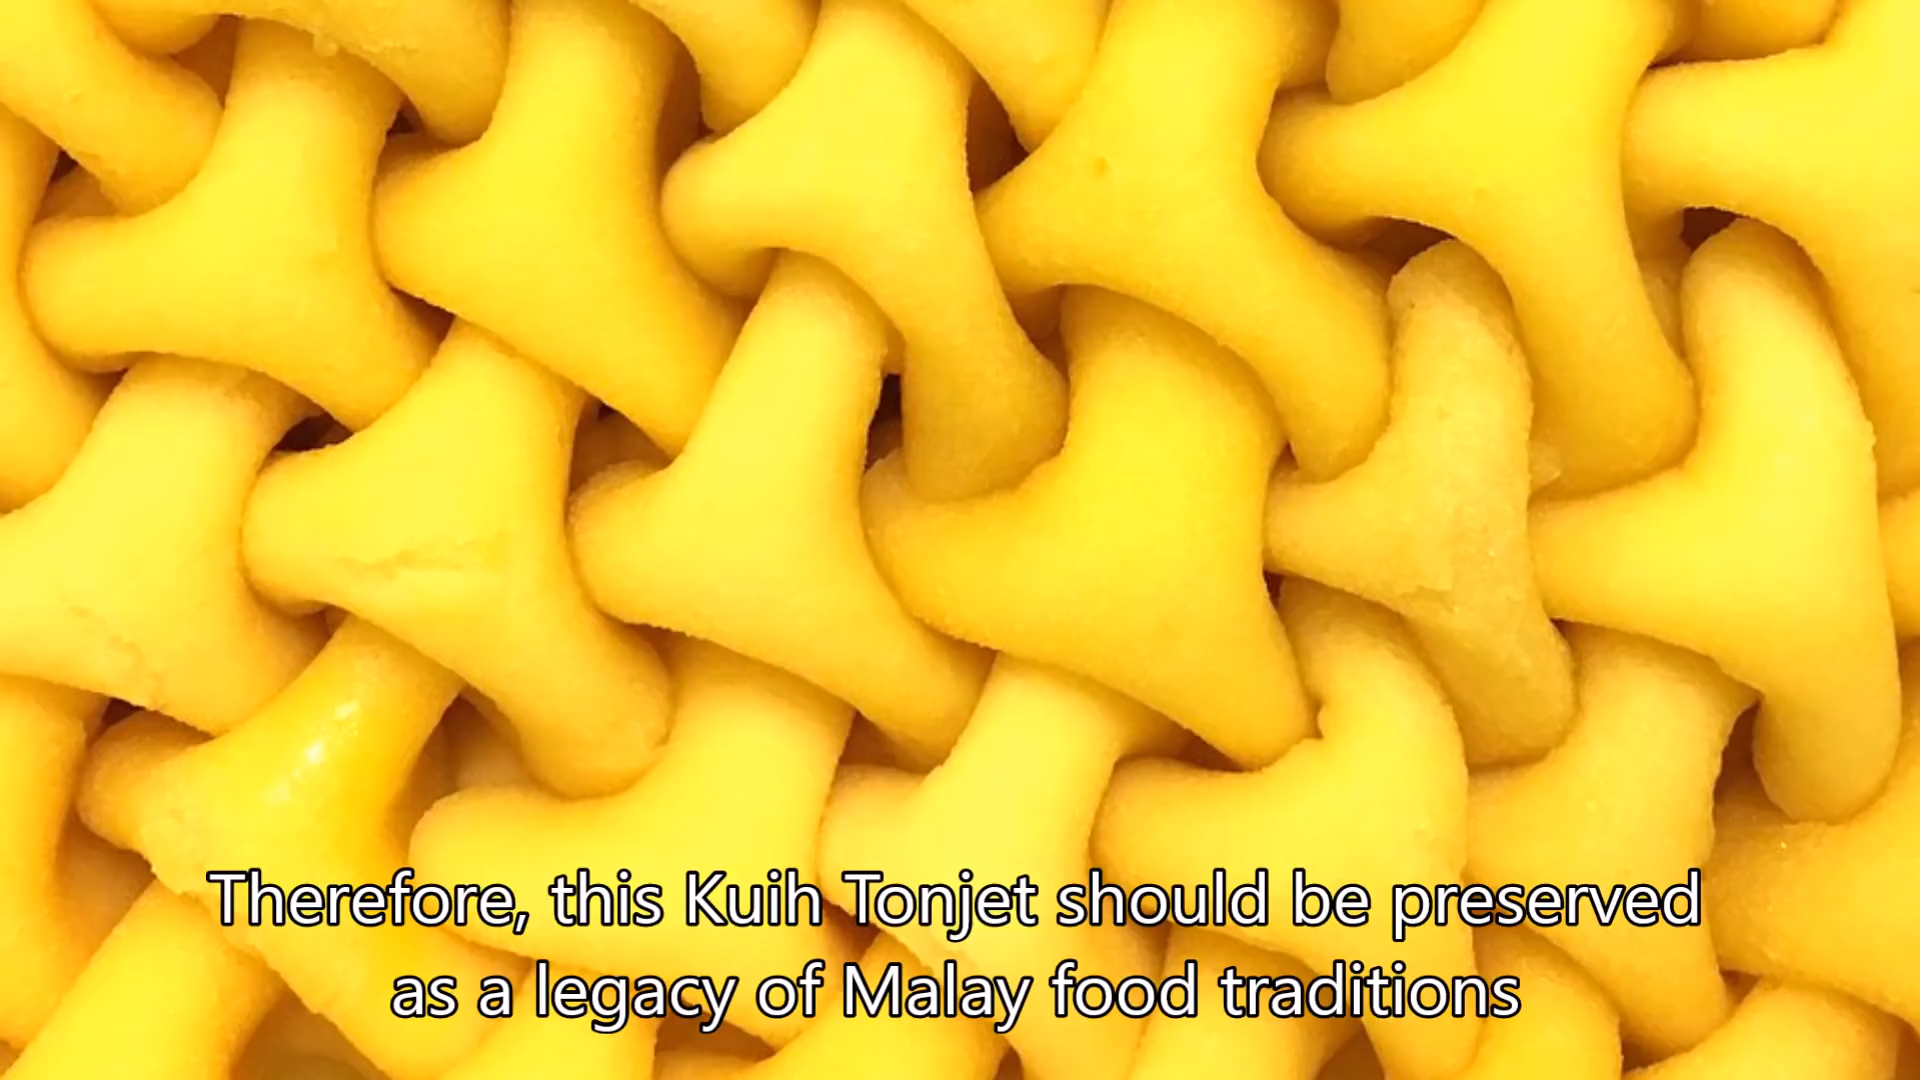 Therefore, this Kuih Tonjet should be preserved
as a legacy of Malay food traditions